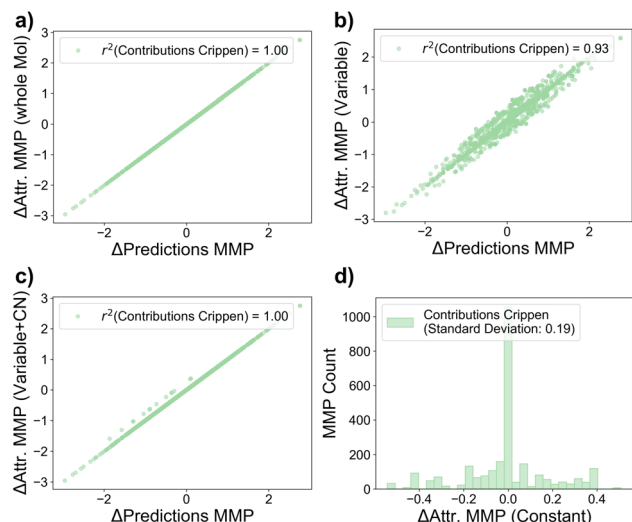 a)
3
2
1
0
−1
−2
−3
ΔAttr. MMP (whole Mol)
r²(Contributions Crippen) = 1.00
−2
0
2
ΔPredictions MMP
b)
2
1
0
−1
−2
−3
ΔAttr. MMP (Variable)
r²(Contributions Crippen) = 0.93
−2
0
2
ΔPredictions MMP
c)
3
2
1
0
−1
−2
−3
ΔAttr. MMP (Variable+CN)
r²(Contributions Crippen) = 1.00
−2
0
2
ΔPredictions MMP
d)
1000
800
600
400
200
0
MMP Count
Contributions Crippen
(Standard Deviation: 0.19)
−0.4
−0.2
0.0
0.2
0.4
ΔAttr. MMP (Constant)